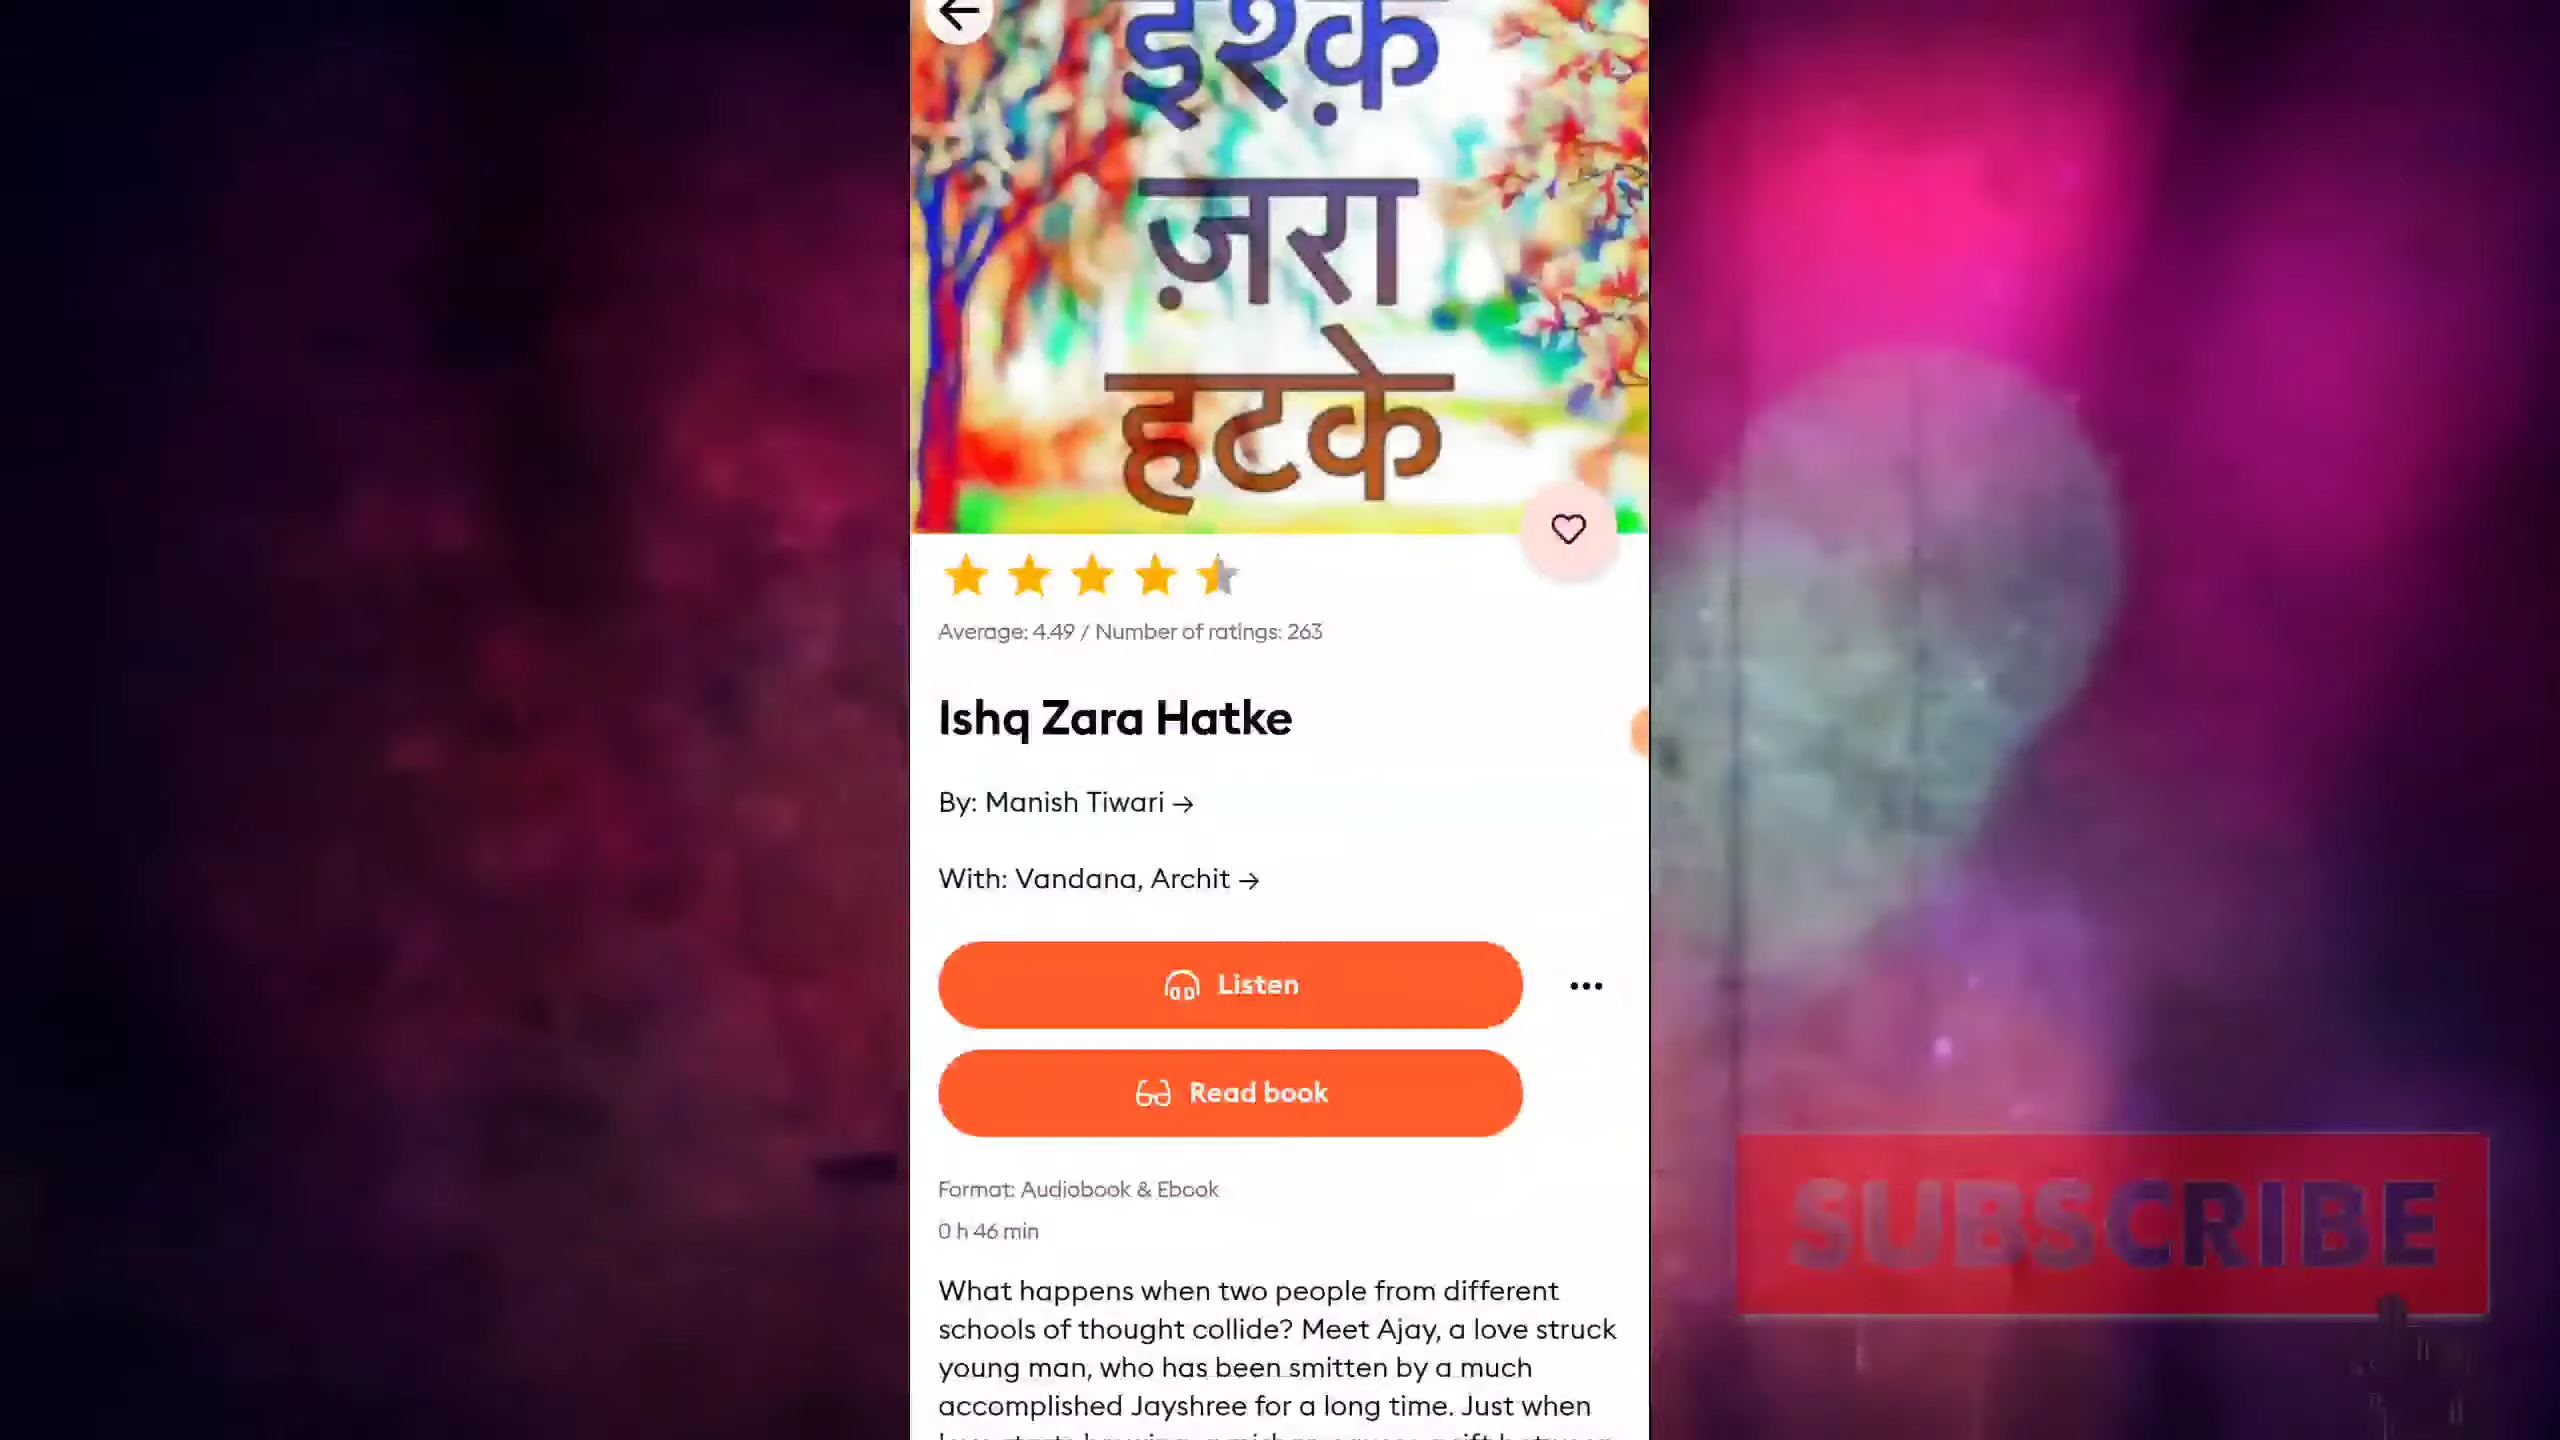 इश्क़
ज़रा
हटके
Average: 4.49 / Number of ratings: 263
Ishq Zara Hatke
By: Manish Tiwari →
With: Vandana, Archit →
Listen
Read book
Format: Audiobook & Ebook
0 h 46 min
What happens when two people from different
schools of thought collide? Meet Ajay, a love struck
young man, who has been smitten by a much
accomplished Jayshree for a long time. Just when
SUBSCRIBE